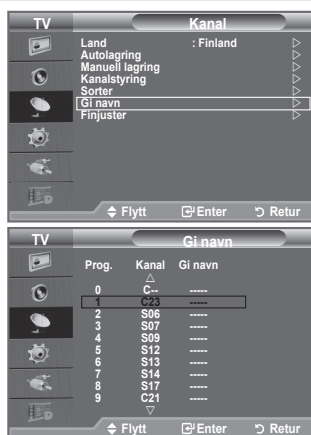 TV Kanal
Land : Finland
Autolagring
Manuell lagring
Kanalstyring
Sorter
Gi navn
Finjuster
Flytt Enter Retur
TV Gi navn
Prog. Kanal Gi navn
0 C-- -----
1 C23 -----
2 S06 -----
3 S07 -----
4 S09 -----
5 S12 -----
6 S13 -----
7 S14 -----
8 S17 -----
9 C21 -----
Flytt Enter Retur